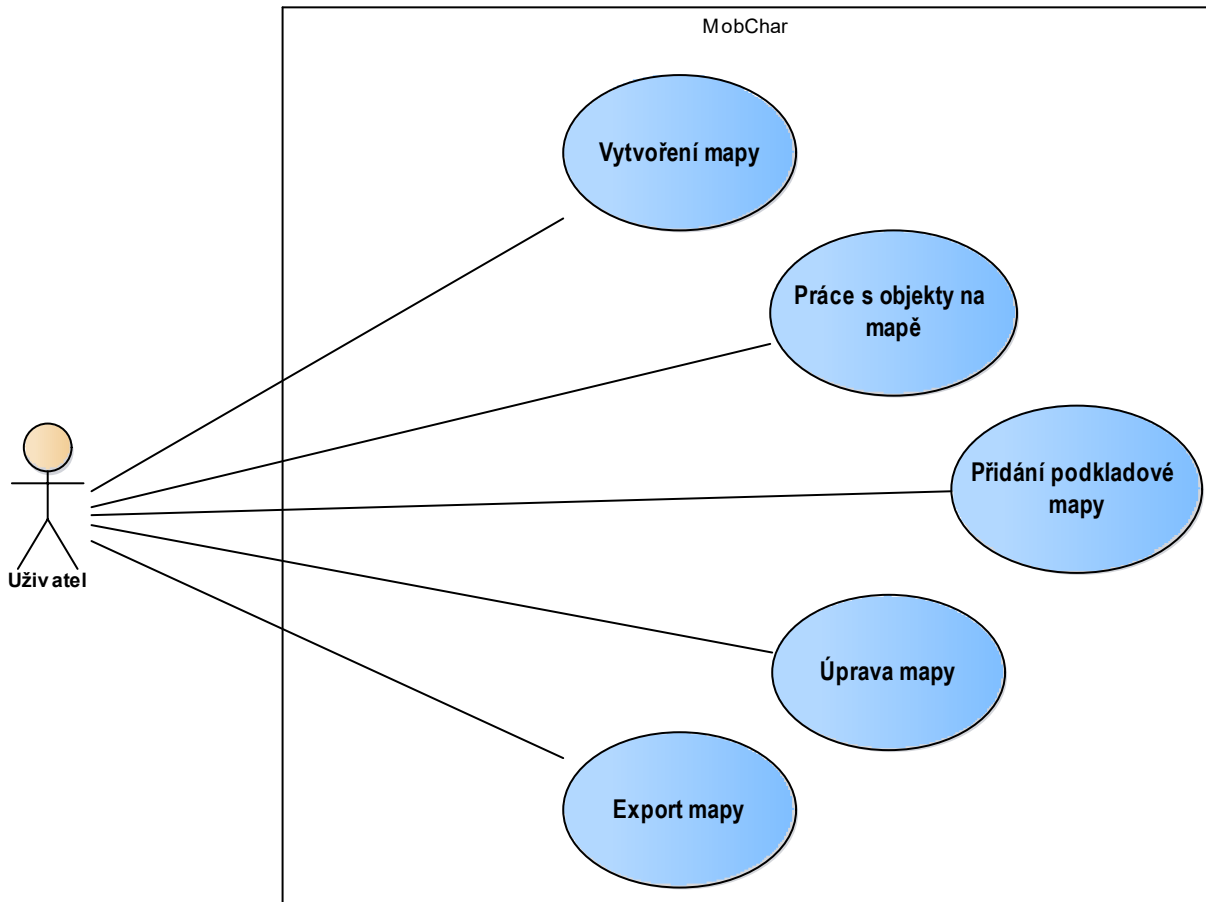 MobChar
Vytvoření mapy
Práce s objekty na
mapě
Přidání podkladové
mapy
Uživatel
Úprava mapy
Export mapy